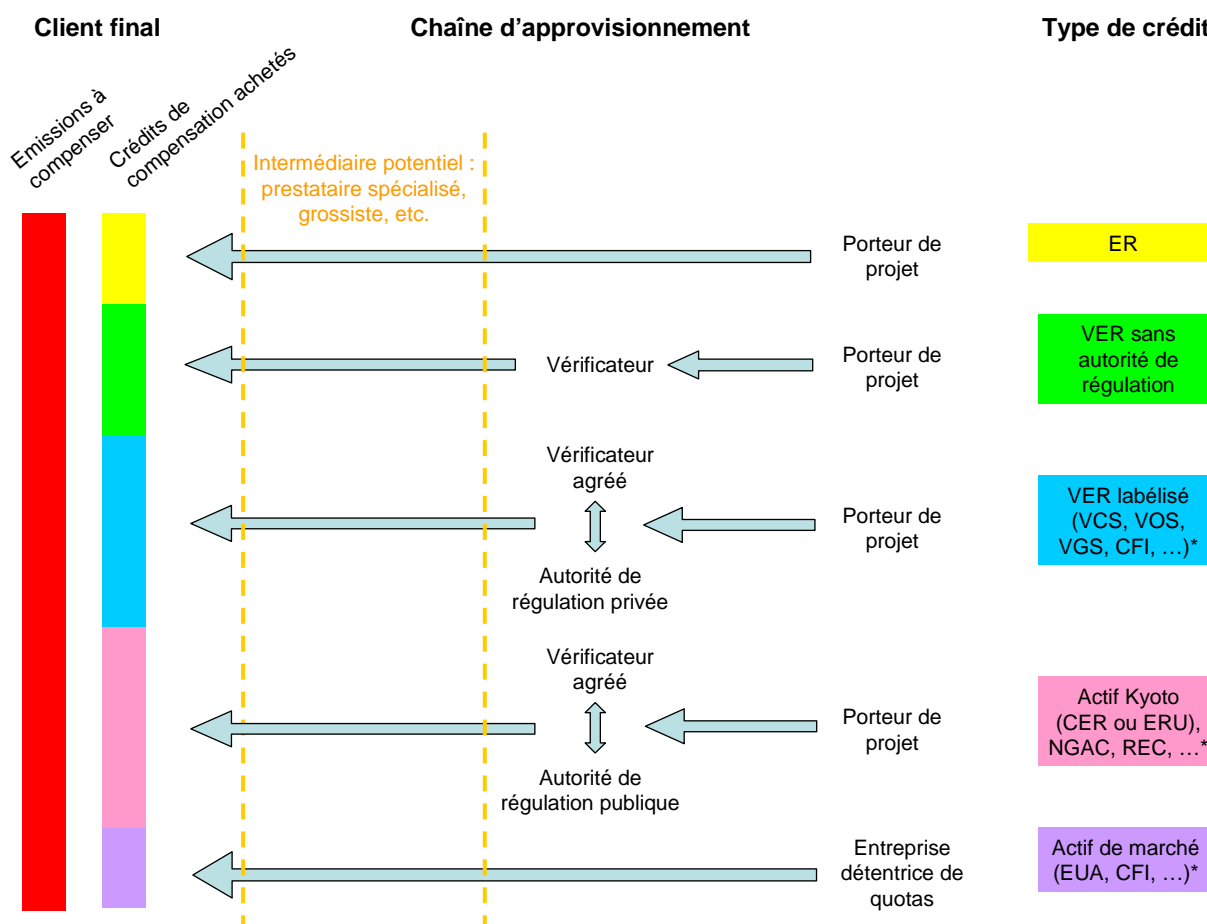 Client final
Chaîne d'approvisionnement
Type de crédit
Emissions à
compenser
Crédits de
compensation achetés
Intermédiaire potentiel :
prestataire spécialisé,
grossiste, etc.
Porteur de
projet
ER
Vérificateur
Porteur de
projet
VER sans
autorité de
régulation
Vérificateur
agréé
Autorité de
régulation privée
Porteur de
projet
VER labélisé
(VCS, VOS,
VGS, CFI, …)*
Vérificateur
agréé
Autorité de
régulation publique
Porteur de
projet
Actif Kyoto
(CER ou ERU),
NGAC, REC, …*
Entreprise
détentrice de
quotas
Actif de marché
(EUA, CFI, …)*